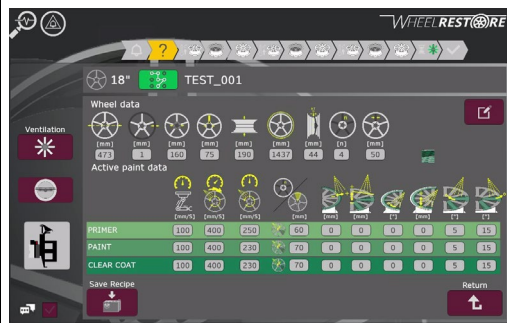 WHEELREST RE
?
18" TEST_001
Wheel data
Ventilation
[mm] [mm] [mm] [mm] [mm] [mm] [mm] [n] [mm]
473 1 160 75 190 1437 44 4 50
Active paint data
[mm/S] [mm/S] [mm/S] [mm] [mm] [mm] [°] [mm] [°] [°]
PRIMER 100 400 250 60 0 0 0 0 5 15
PAINT 100 400 230 70 0 0 0 0 5 15
CLEAR COAT 100 400 230 70 0 0 0 0 5 15
Save Recipe Return